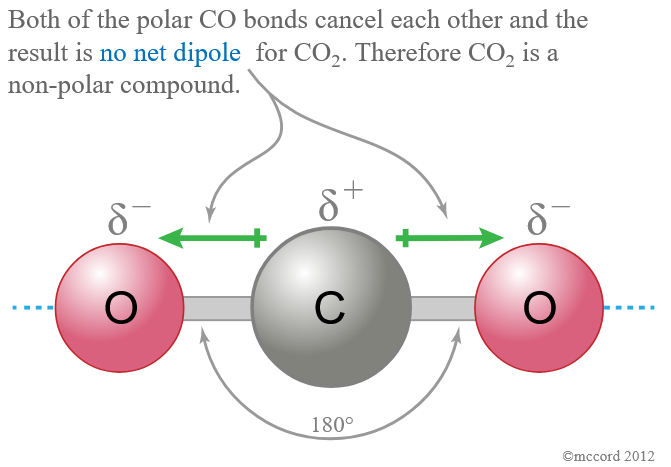 Both of the polar CO bonds cancel each other and the
result is no net dipole for CO₂. Therefore CO₂ is a
non-polar compound.
δ⁻ δ⁺ δ⁻
O C O
180°
©mccord 2012